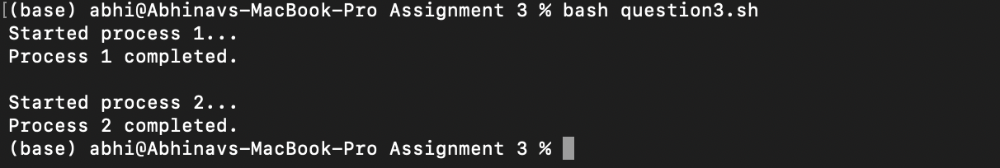 [(base) abhi@Abhinavs-MacBook-Pro Assignment 3 % bash question3.sh
Started process 1...
Process 1 completed.

Started process 2...
Process 2 completed.
(base) abhi@Abhinavs-MacBook-Pro Assignment 3 %